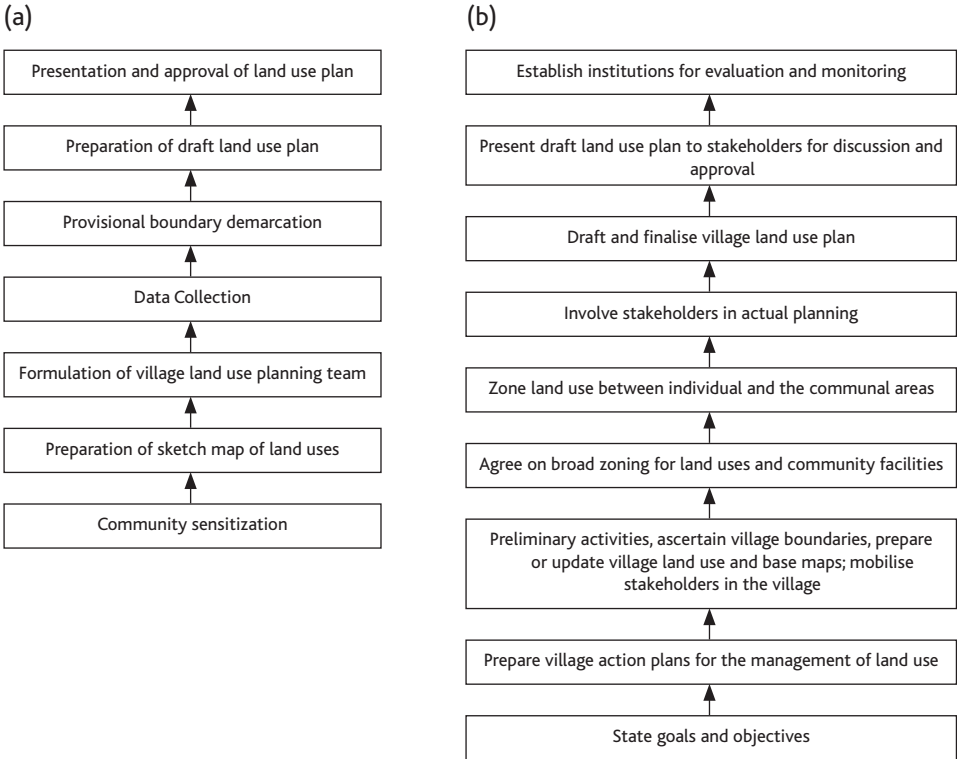 (a)
Presentation and approval of land use plan
Preparation of draft land use plan
Provisional boundary demarcation
Data Collection
Formulation of village land use planning team
Preparation of sketch map of land uses
Community sensitization
(b)
Establish institutions for evaluation and monitoring
Present draft land use plan to stakeholders for discussion and
approval
Draft and finalise village land use plan
Involve stakeholders in actual planning
Zone land use between individual and the communal areas
Agree on broad zoning for land uses and community facilities
Preliminary activities, ascertain village boundaries, prepare
or update village land use and base maps; mobilise
stakeholders in the village
Prepare village action plans for the management of land use
State goals and objectives